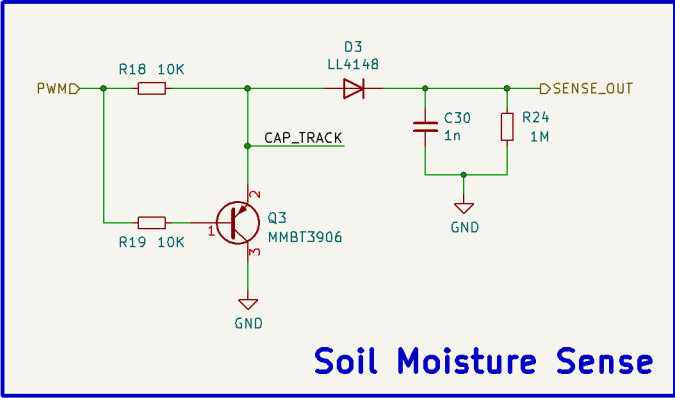 D3
R18 10K
LL4148
PWM
SENSE_OUT
C30
1n
R24
1M
CAP_TRACK
2
Q3
1
MMBT3906
R19 10K
3
GND
GND
Soil Moisture Sense